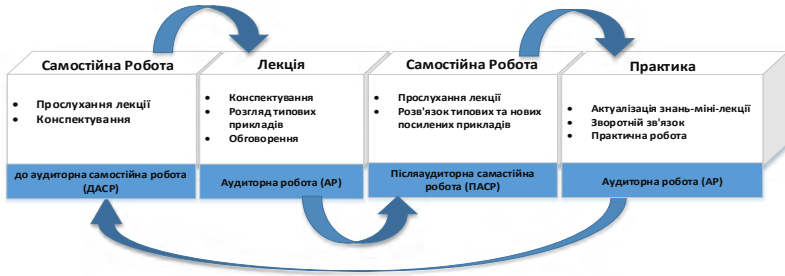 Самостійна Робота
• Прослухання лекції
• Конспектування
до аудиторна самостійна робота
(ДАСР)
Лекція
• Конспектування
• Розгляд типових
прикладів
• Обговорення
Аудиторна робота (АР)
Самостійна Робота
• Прослухання лекції
• Розв'язок типових та нових
посилених прикладів
Післяаудиторна самастійна
робота (ПАСР)
Практика
• Актуалізація знань-міні-лекції
• Зворотній зв'язок
• Практична робота
Аудиторна робота (АР)